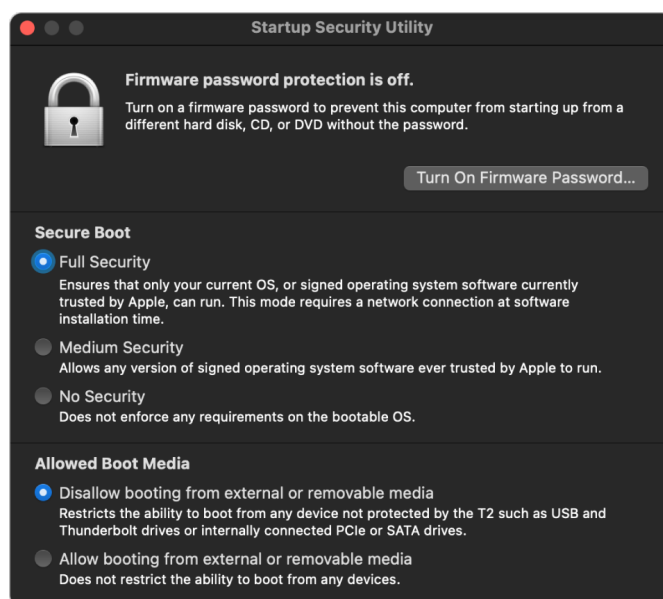 Startup Security Utility
Firmware password protection is off.
Turn on a firmware password to prevent this computer from starting up from a
different hard disk, CD, or DVD without the password.
Turn On Firmware Password...
Secure Boot
Full Security
Ensures that only your current OS, or signed operating system software currently
trusted by Apple, can run. This mode requires a network connection at software
installation time.
Medium Security
Allows any version of signed operating system software ever trusted by Apple to run.
No Security
Does not enforce any requirements on the bootable OS.
Allowed Boot Media
Disallow booting from external or removable media
Restricts the ability to boot from any device not protected by the T2 such as USB and
Thunderbolt drives or internally connected PCIe or SATA drives.
Allow booting from external or removable media
Does not restrict the ability to boot from any devices.